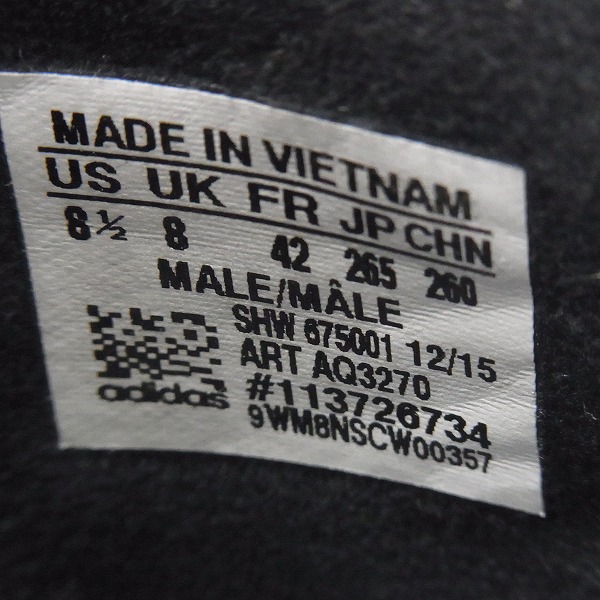 MADE IN VIETNAM
US UK FR JP CHN
8½ 8 42 265 260
MALE/MÂLE
SHW 675001 12/15
ART AQ3270
#113726734
adidas
9WM8NSCW00357